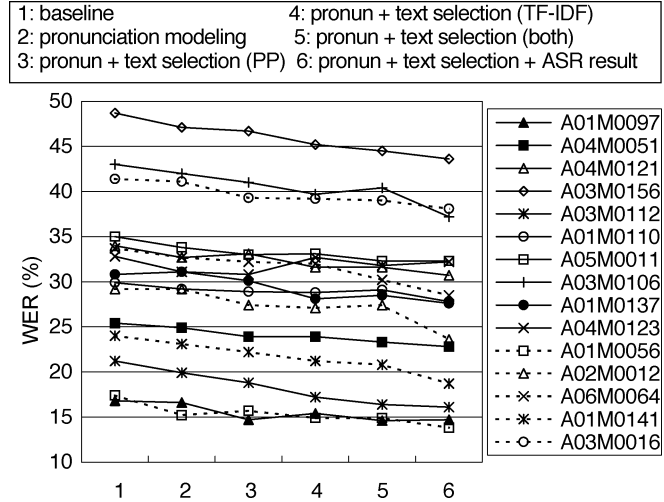 1: baseline 4: pronun + text selection (TF-IDF)
2: pronunciation modeling 5: pronun + text selection (both)
3: pronun + text selection (PP) 6: pronun + text selection + ASR result
50
45
40
35
30
25
20
15
10
WER (%)
1 2 3 4 5 6
A01M0097
A04M0051
A04M0121
A03M0156
A03M0112
A01M0110
A05M0011
A03M0106
A01M0137
A04M0123
A01M0056
A02M0012
A06M0064
A01M0141
A03M0016